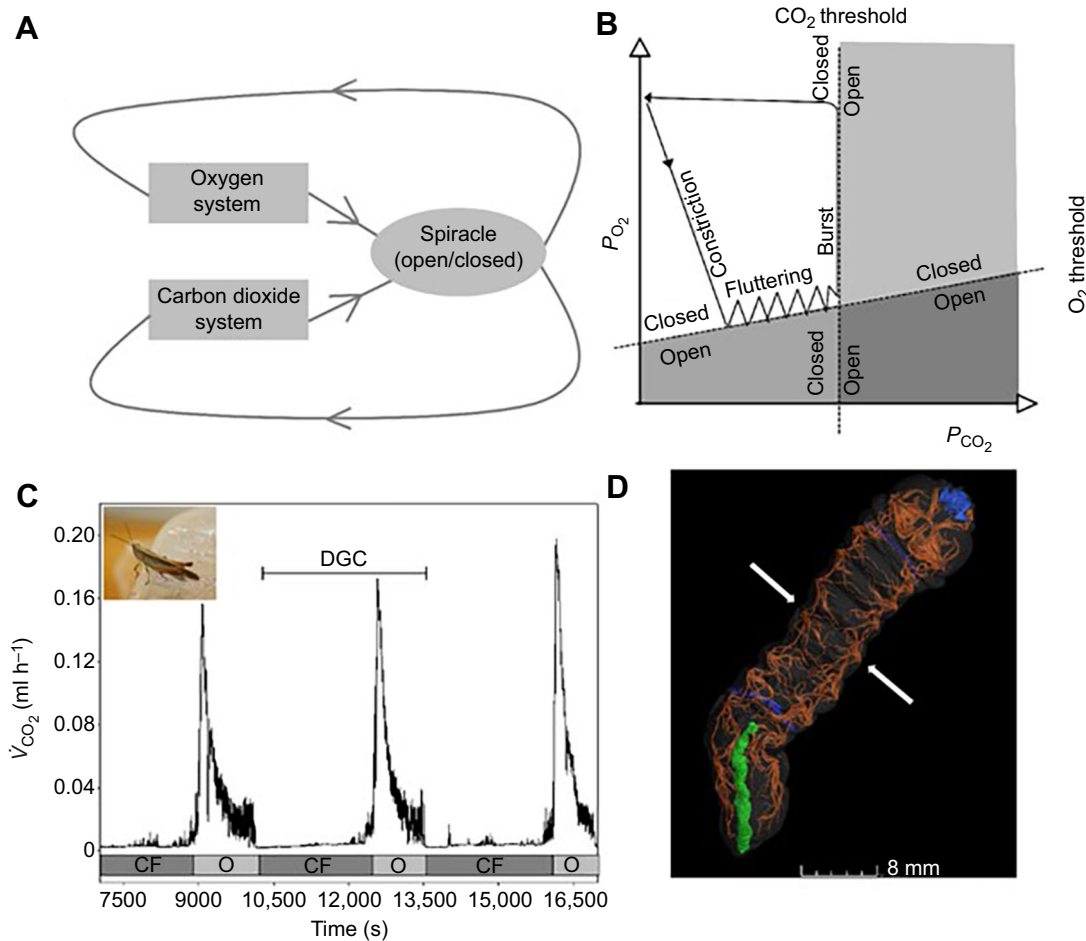 A
Oxygen
system
Carbon dioxide
system
Spiracle
(open/closed)
B
CO2 threshold
Closed
Open
PO2
Constriction
Fluttering
Burst
Closed
Open
Closed
Open
Closed
Open
O2 threshold
PCO2
C
DGC
V̇CO2 (ml h–1)
0.20
0.16
0.12
0.08
0.04
0
CF O CF O CF O
7500 9000 10,500 12,000 13,500 15,000 16,500
Time (s)
D
8 mm